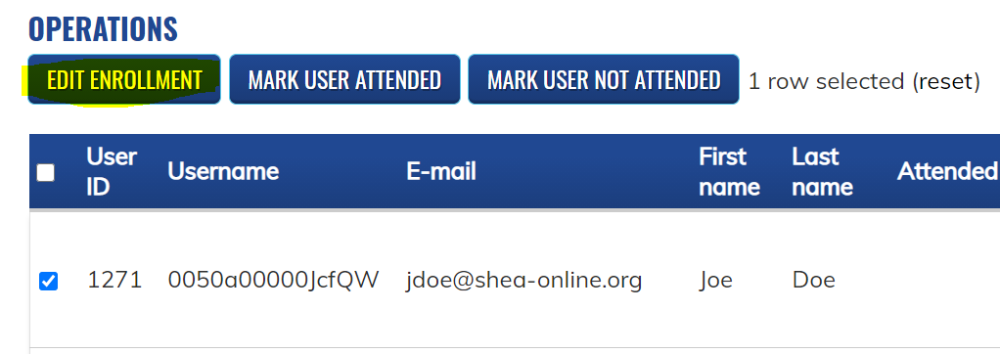 OPERATIONS
EDIT ENROLLMENT MARK USER ATTENDED MARK USER NOT ATTENDED 1 row selected (reset)
User ID Username E-mail First name Last name Attended
1271 0050a00000JcfQW jdoe@shea-online.org Joe Doe